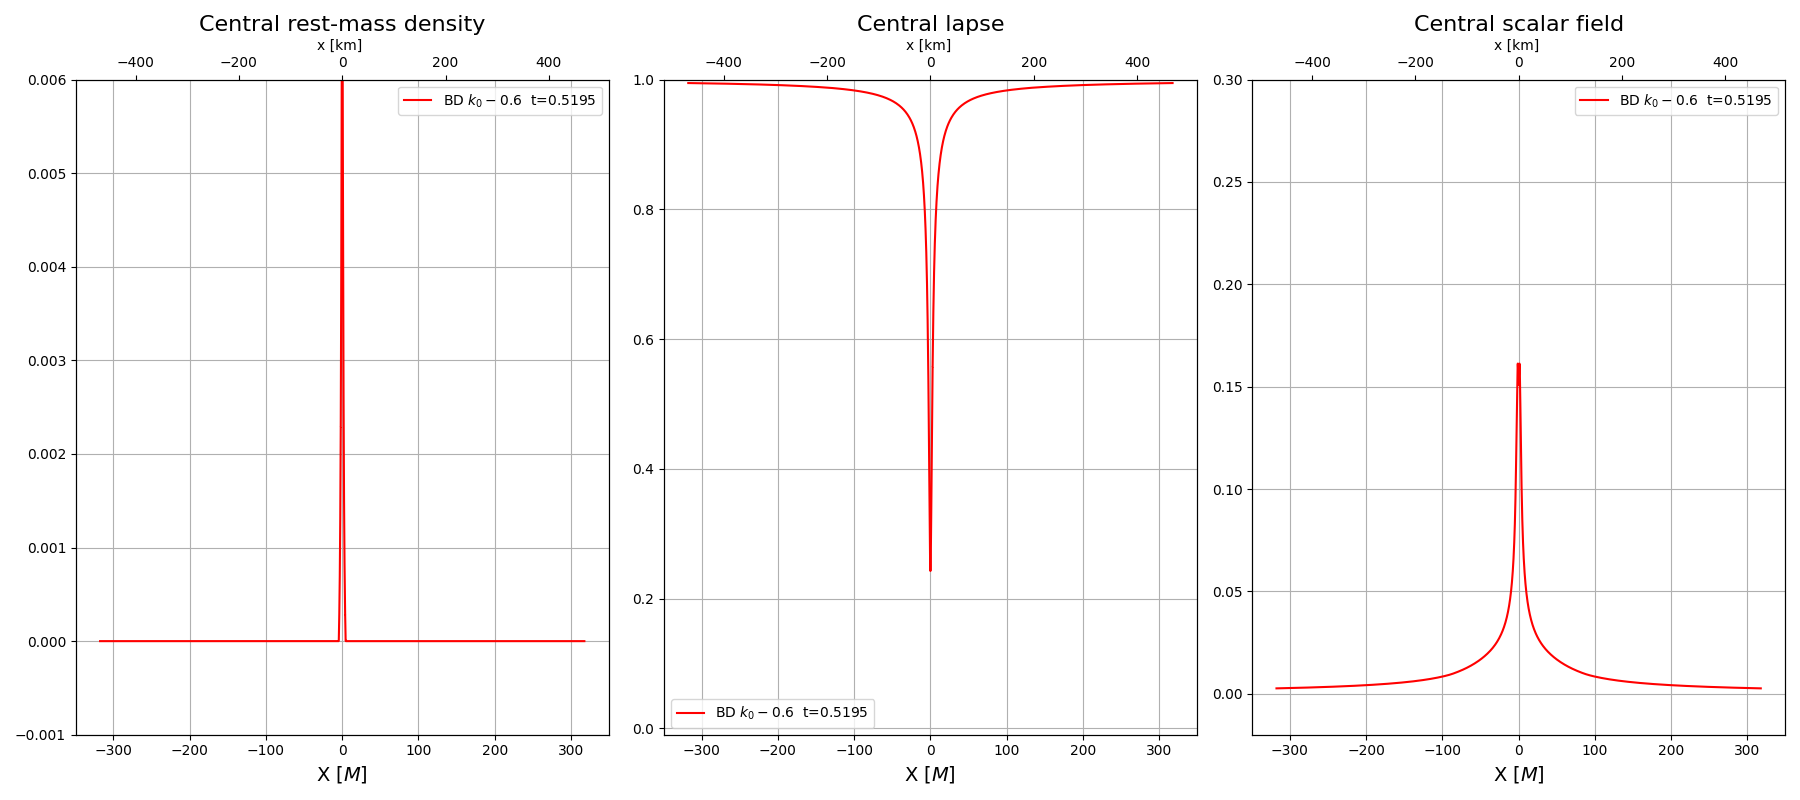 Central rest-mass density
x [km]
−400 −200 0 200 400
0.006
0.005
0.004
0.003
0.002
0.001
0.000
−0.001
BD k₀ − 0.6 t=0.5195
−300 −200 −100 0 100 200 300
X [M]
Central lapse
x [km]
−400 −200 0 200 400
1.0
0.8
0.6
0.4
0.2
0.0
BD k₀ − 0.6 t=0.5195
−300 −200 −100 0 100 200 300
X [M]
Central scalar field
x [km]
−400 −200 0 200 400
0.30
0.25
0.20
0.15
0.10
0.05
0.00
BD k₀ − 0.6 t=0.5195
−300 −200 −100 0 100 200 300
X [M]